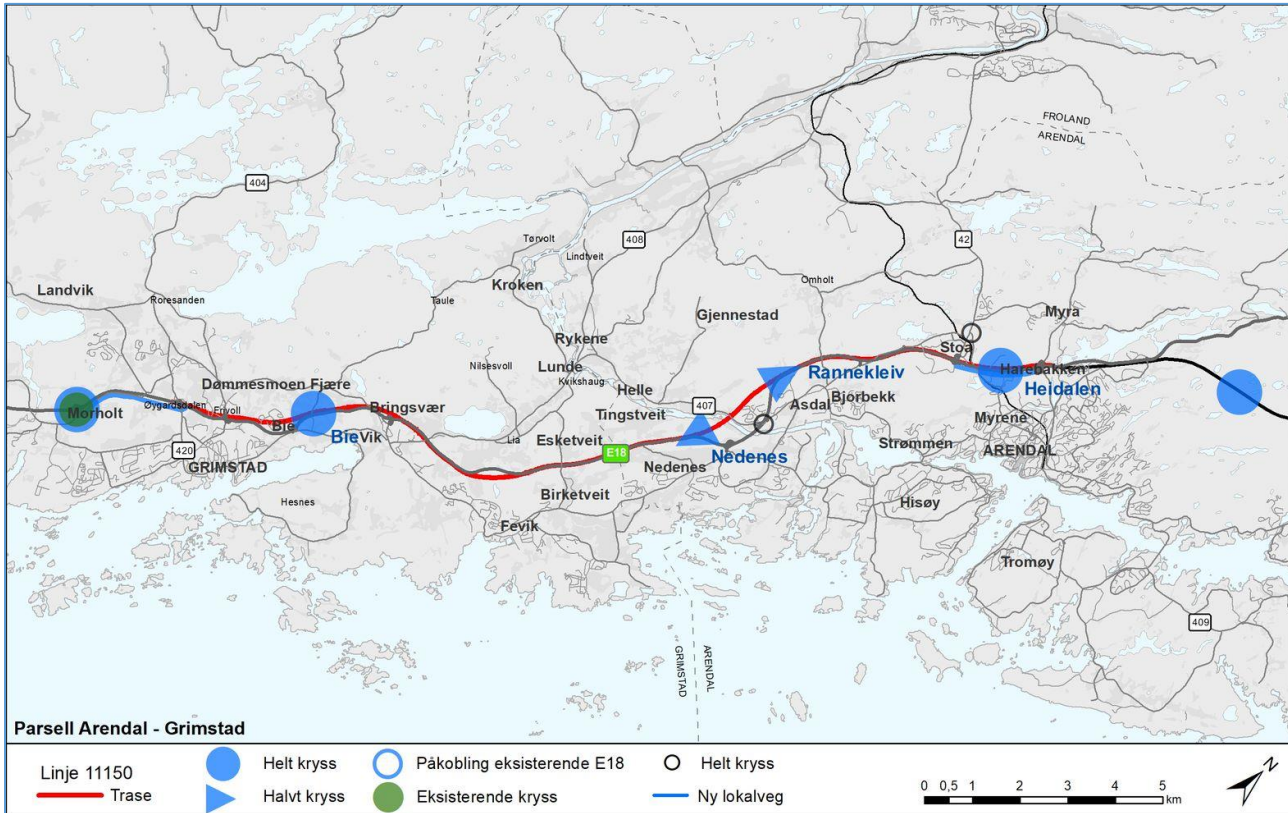 FROLAND
ARENDAL
404
408
42
Tørvolt
Lindtveit
Omholt
Landvik
Roresanden
Taule
Kroken
Gjennestad
Myra
Rykene
Stoa
Nilsesvoll
Lunde
Kvikshaug
Rannekleiv
Harebakken
Heidalen
Dømmesmoen Fjære
Helle
Morholt
Øygardsdalen
Frivoll
Bringsvær
Tingstveit
407
Asdal
Bjorbekk
Myrene
Bie
Bie
Vik
Lia
Esketveit
E18
Nedenes
Strømmen
ARENDAL
420
GRIMSTAD
Nedenes
Birketveit
Hesnes
Fevik
Hisøy
Tromøy
409
GRIMSTAD
ARENDAL
Parsell Arendal - Grimstad
Linje 11150
Trase
Helt kryss
Halvt kryss
Påkobling eksisterende E18
Eksisterende kryss
Helt kryss
Ny lokalveg
0 0,5 1 2 3 4 5
km
N